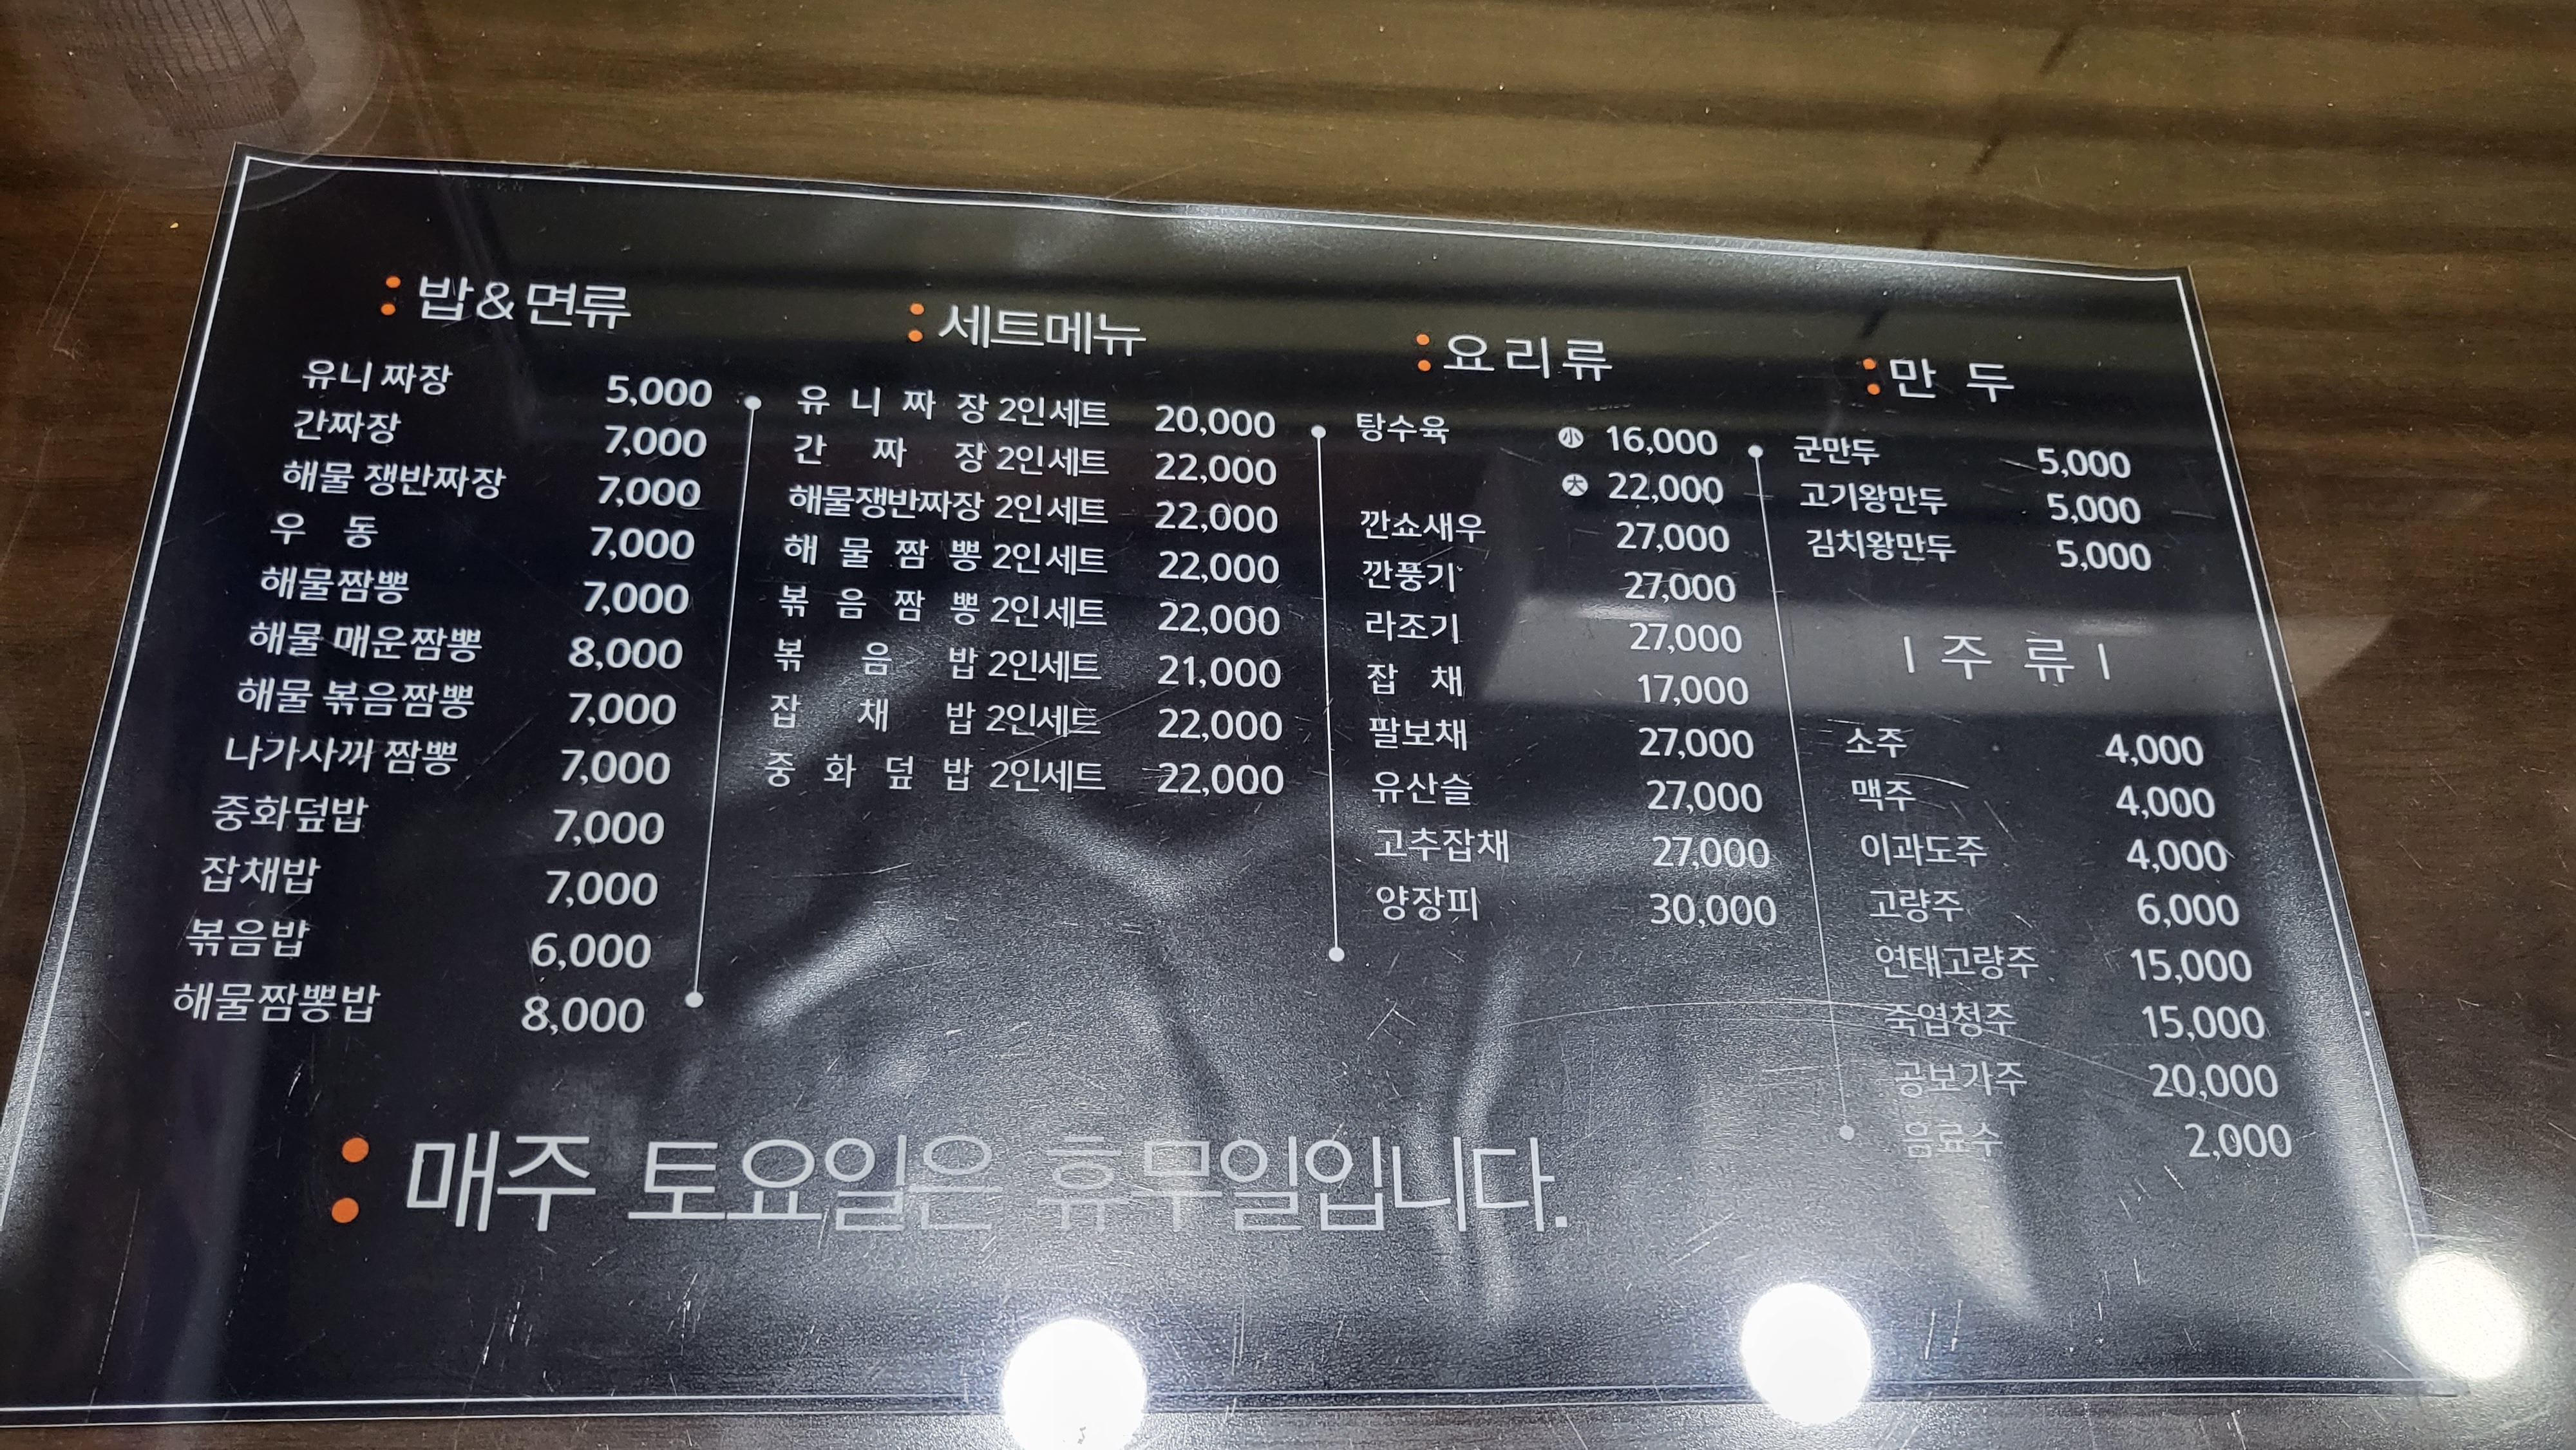 : 밥&면류
유니짜장 5,000
간짜장 7,000
해물 쟁반짜장 7,000
우 동 7,000
해물짬뽕 7,000
해물 매운짬뽕 8,000
해물 볶음짬뽕 7,000
나가사끼 짬뽕 7,000
중화덮밥 7,000
잡채밥 7,000
볶음밥 6,000
해물짬뽕밥 8,000
: 세트메뉴
유 니 짜 장 2인세트 20,000
간 짜 장 2인세트 22,000
해물쟁반짜장 2인세트 22,000
해 물 짬 뽕 2인세트 22,000
볶 음 짬 뽕 2인세트 22,000
볶 음 밥 2인세트 21,000
잡 채 밥 2인세트 22,000
중 화 덮 밥 2인세트 22,000
: 요리류
탕수육 小 16,000
大 22,000
깐쇼새우 27,000
깐풍기 27,000
라조기 27,000
잡 채 17,000
팔보채 27,000
유산슬 27,000
고추잡채 27,000
양장피 30,000
: 만 두
군만두 5,000
고기왕만두 5,000
김치왕만두 5,000
| 주 류 |
소주 4,000
맥주 4,000
이과도주 4,000
고량주 6,000
연태고량주 15,000
죽엽청주 15,000
공보가주 20,000
음료수 2,000
: 매주 토요일은 휴무일입니다.